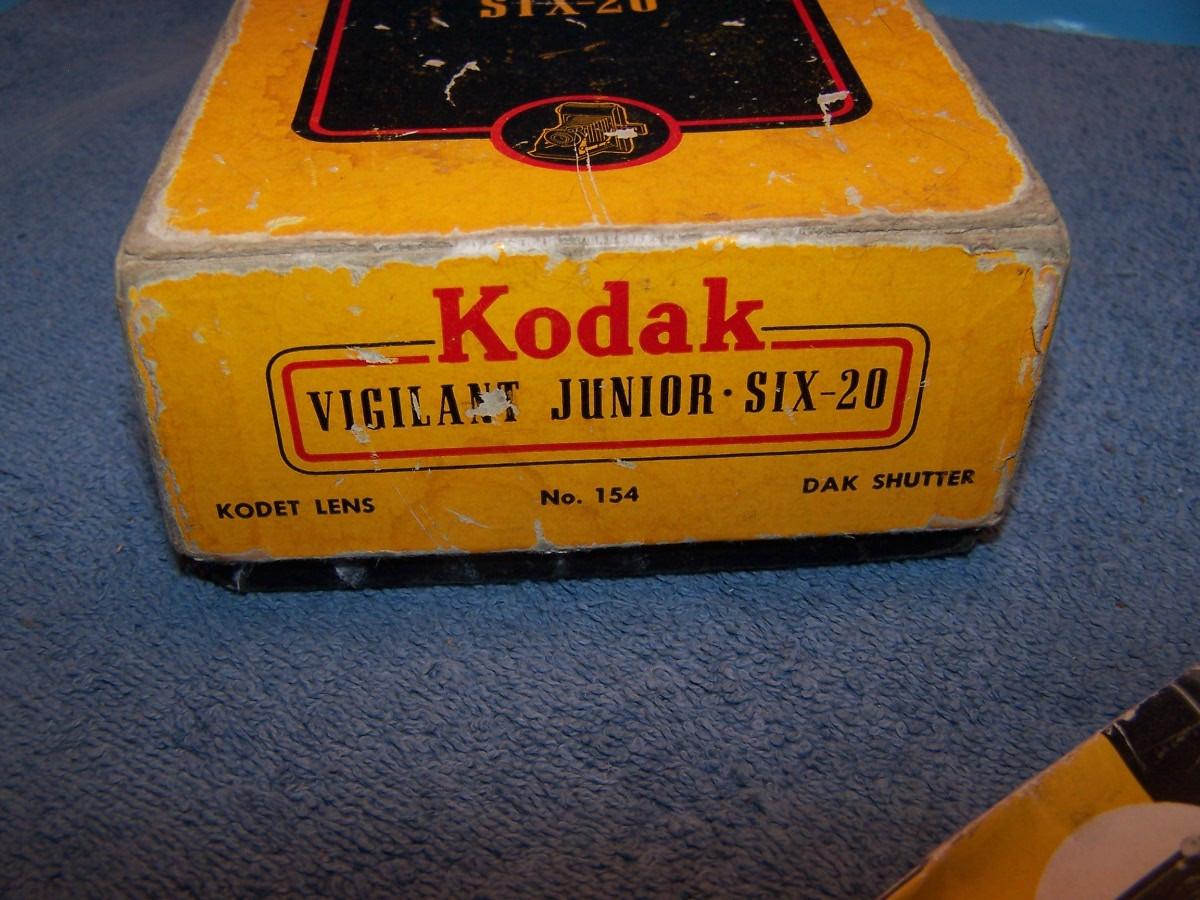 SIX-20
Kodak
VIGILANT JUNIOR·SIX-20
KODET LENS No. 154 DAK SHUTTER